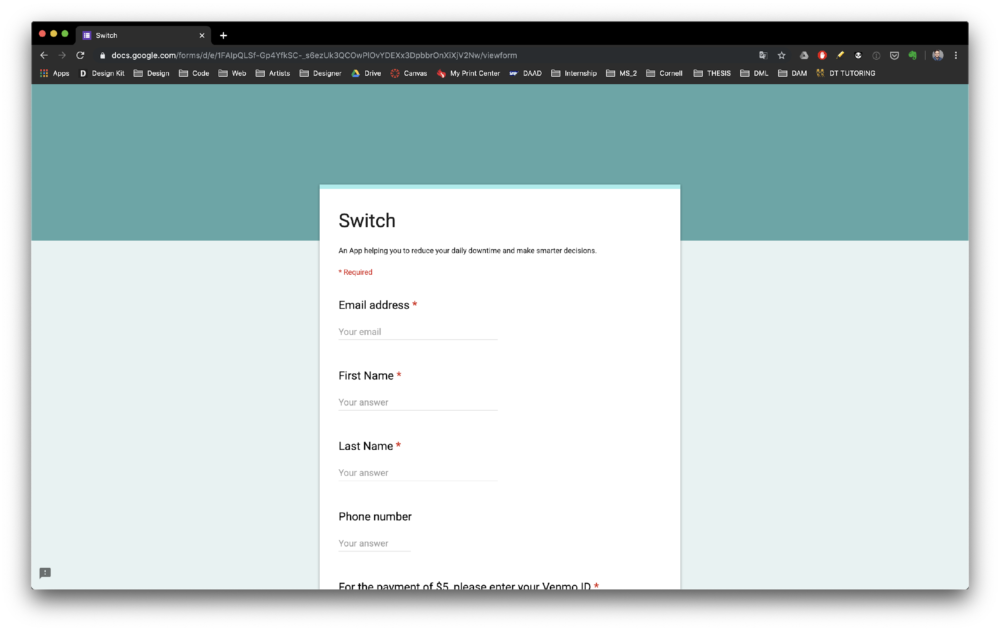 Switch
docs.google.com/forms/d/e/1FAIpQLSf-Gp4YfkSC-_s6ezUk3QCOwPlOvYDEXx3DpbbrOnXiXjV2Nw/viewform
Apps D Design Kit Design Code Web Artists Designer Drive Canvas My Print Center SAP DAAD Internship MS_2 Cornell THESIS DML DAM DT TUTORING
Switch
An App helping you to reduce your daily downtime and make smarter decisions.
* Required
Email address *
Your email
First Name *
Your answer
Last Name *
Your answer
Phone number
Your answer
For the payment of $5, please enter your Venmo ID *